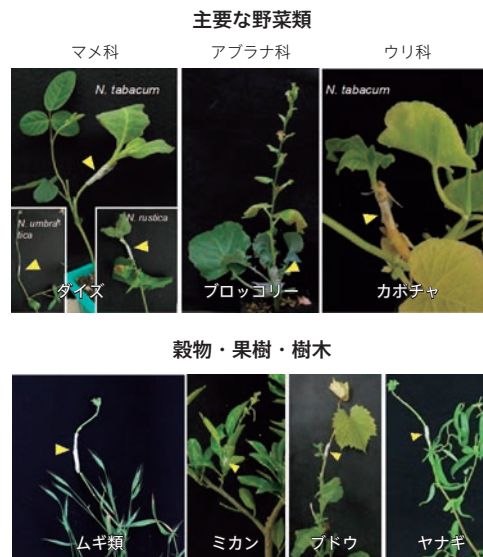 主要な野菜類
マメ科
アブラナ科
ウリ科
N. tabacum
N. tabacum
N. umbra
tica
N. rustica
ダイズ
ブロッコリー
カボチャ
穀物・果樹・樹木
ムギ類
ミカン
ブドウ
ヤナギ